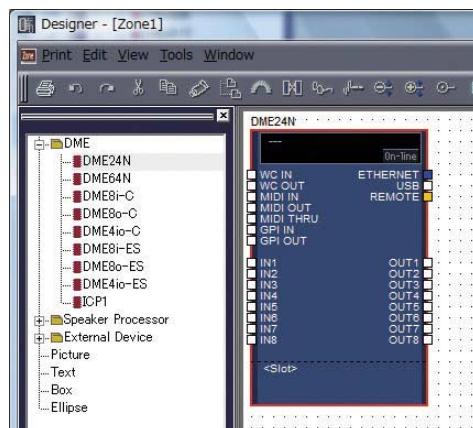 Designer - [Zone1]
Print Edit View Tools Window
DME
DME24N
DME64N
DME8i-C
DME8o-C
DME4io-C
DME8i-ES
DME8o-ES
DME4io-ES
ICP1
Speaker Processor
External Device
Picture
Text
Box
Ellipse
DME24N
---
On-line
WC IN ETHERNET
WC OUT USB
MIDI IN REMOTE
MIDI OUT
MIDI THRU
GPI IN
GPI OUT
IN1 OUT1
IN2 OUT2
IN3 OUT3
IN4 OUT4
IN5 OUT5
IN6 OUT6
IN7 OUT7
IN8 OUT8
<Slot>